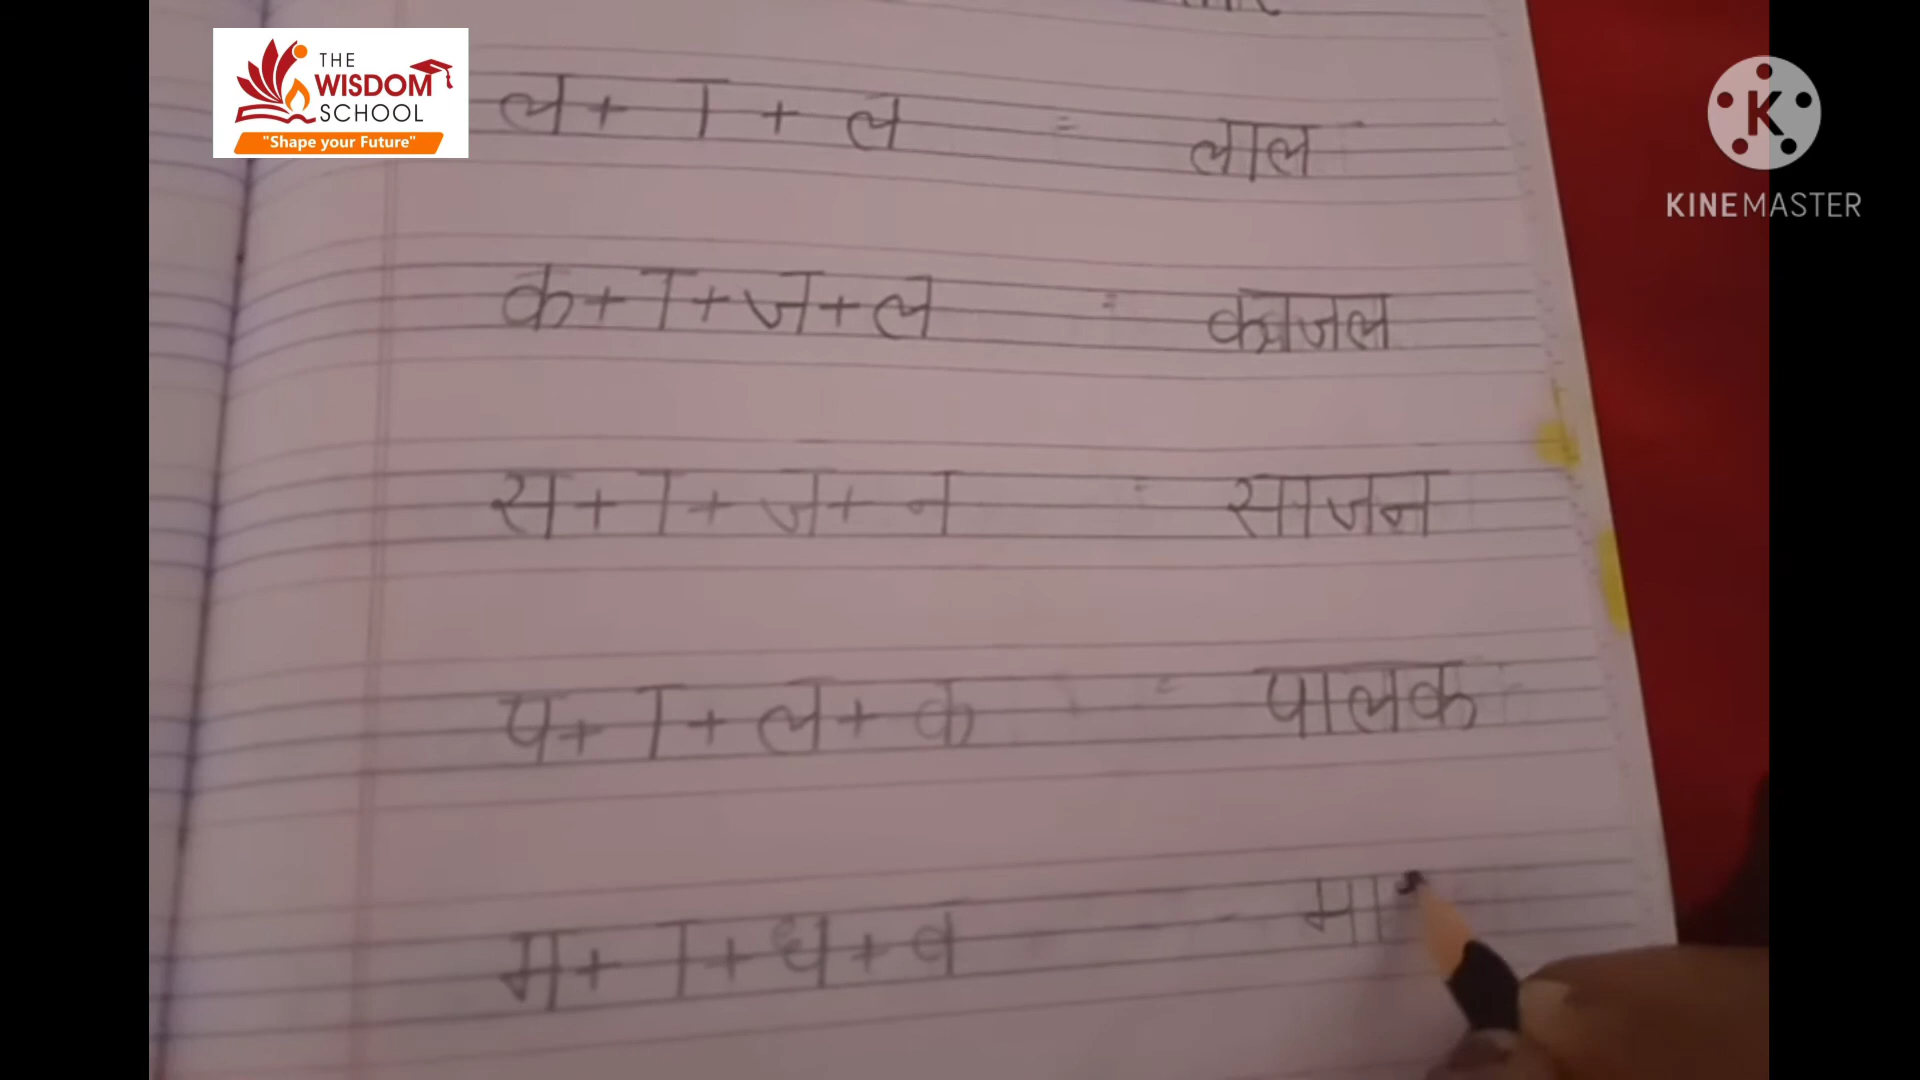 THE
WISDOM
SCHOOL
"Shape your Future"
KINEMASTER
ल + ा + ल = लाल
क + ा + ज + ल = काजल
स + ा + ज + न = साजन
प + ा + ल + क = पालक
म + ा + ध + व मा